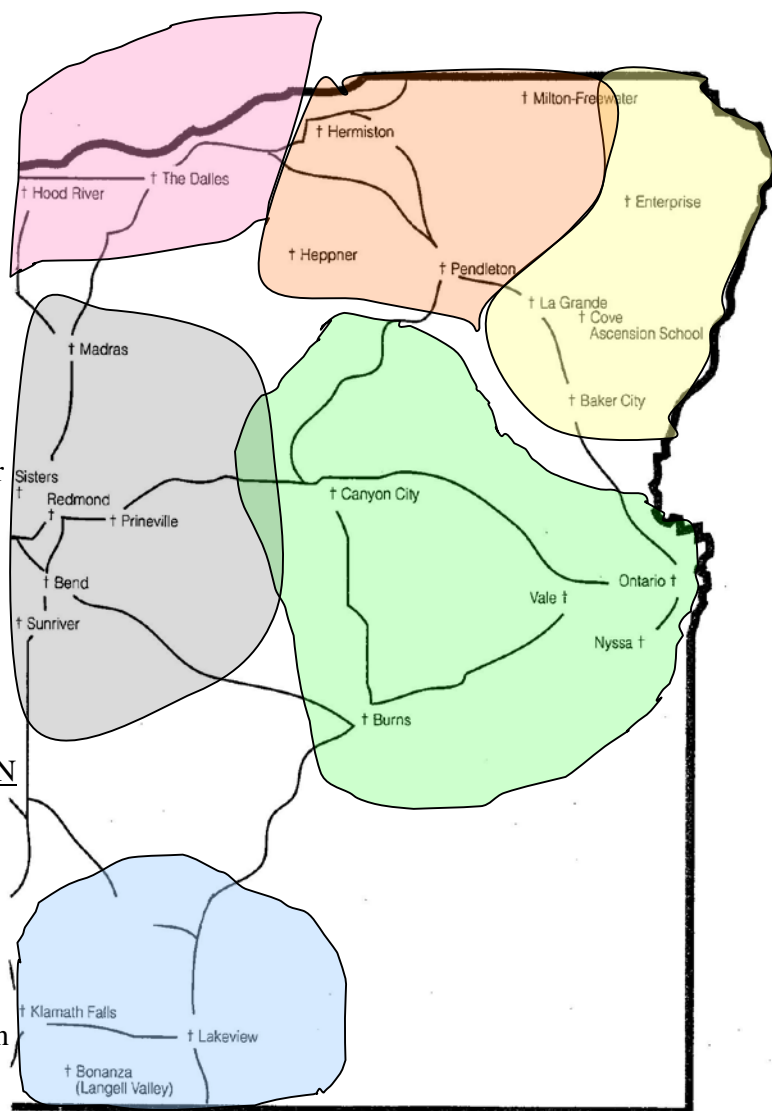 † Milton-Freewater
† Hermiston
† The Dalles
† Hood River
† Enterprise
† Heppner
† Pendleton
† La Grande
† Cove
Ascension School
† Madras
† Baker City
r
Sisters
†
Redmond
†
† Prineville
† Canyon City
† Bend
Ontario †
Vale †
† Sunriver
Nyssa †
† Burns
N
† Klamath Falls
n
† Lakeview
† Bonanza
(Langell Valley)